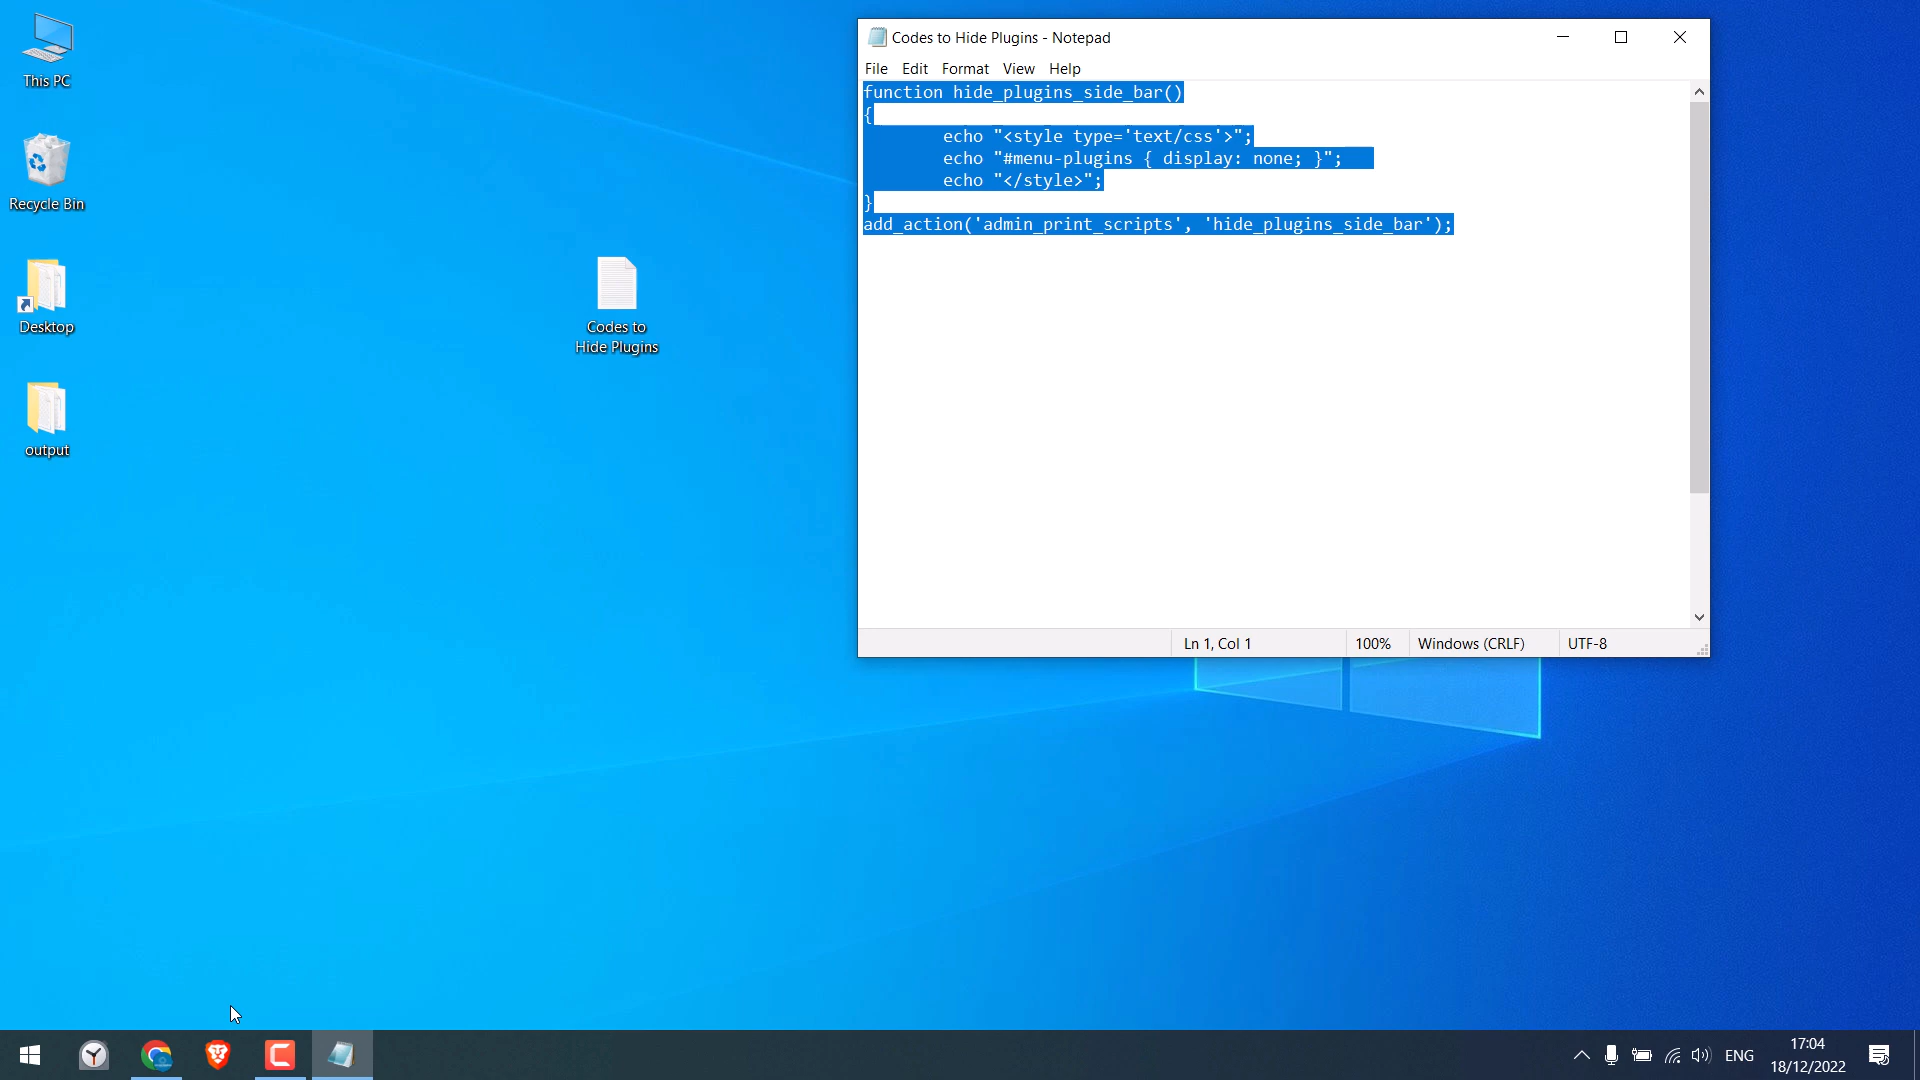 This PC
Recycle Bin
Desktop
output
Codes to
Hide Plugins
Codes to Hide Plugins - Notepad
File Edit Format View Help
function hide_plugins_side_bar()
{
echo "<style type='text/css'>";
echo "#menu-plugins { display: none; }";
echo "</style>";
}
add_action('admin_print_scripts', 'hide_plugins_side_bar');
Ln 1, Col 1 100% Windows (CRLF) UTF-8
ENG
17:04
18/12/2022